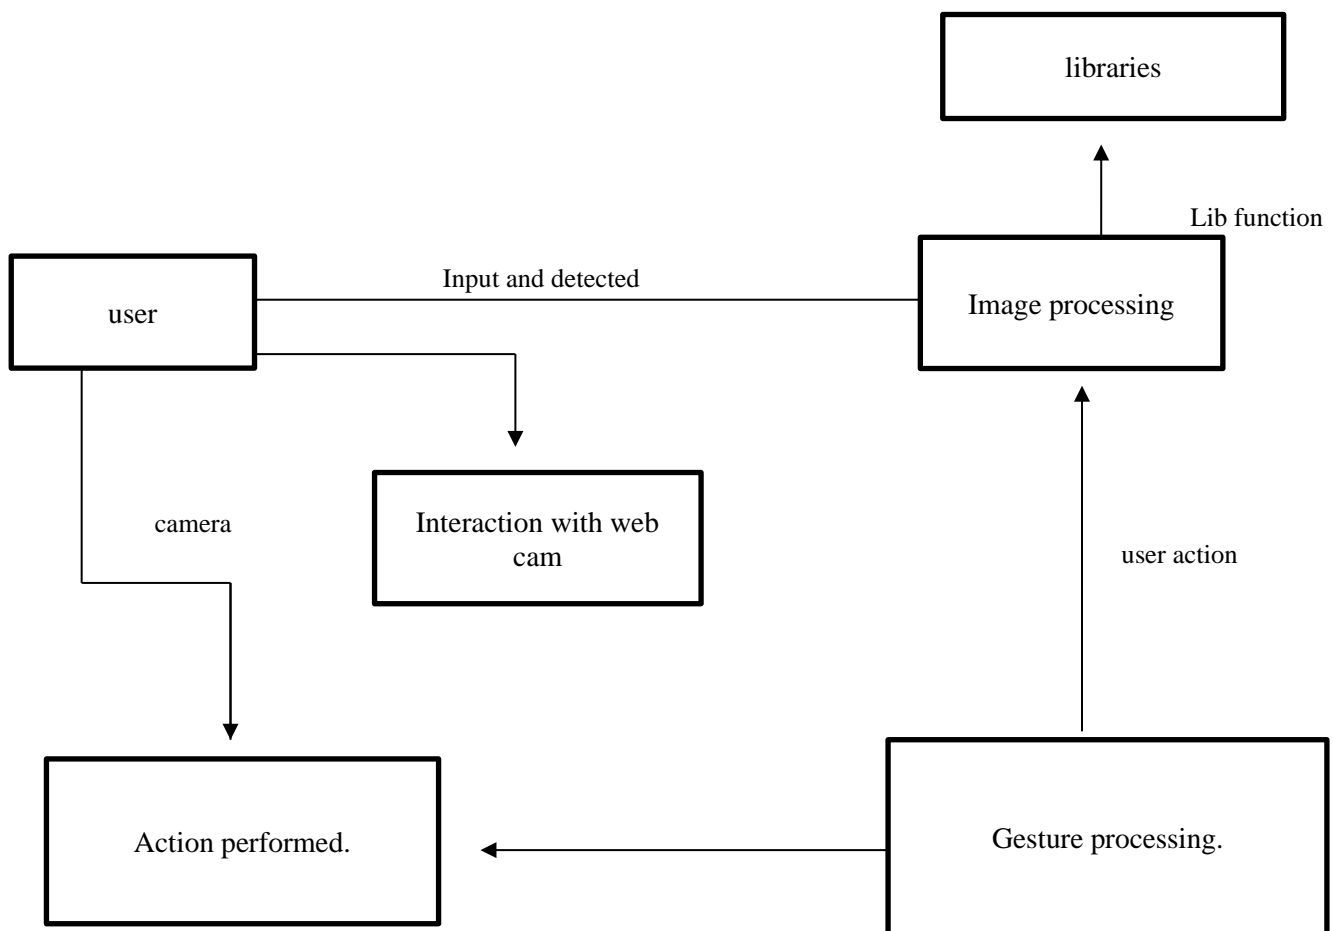 libraries
Lib function
Input and detected
user
Image processing
camera
Interaction with web
cam
user action
Action performed.
Gesture processing.